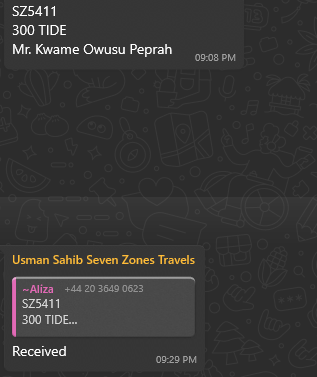 SZ5411
300 TIDE
Mr. Kwame Owusu Peprah
09:08 PM
Usman Sahib Seven Zones Travels
~Aliza +44 20 3649 0623
SZ5411
300 TIDE...
Received
09:29 PM